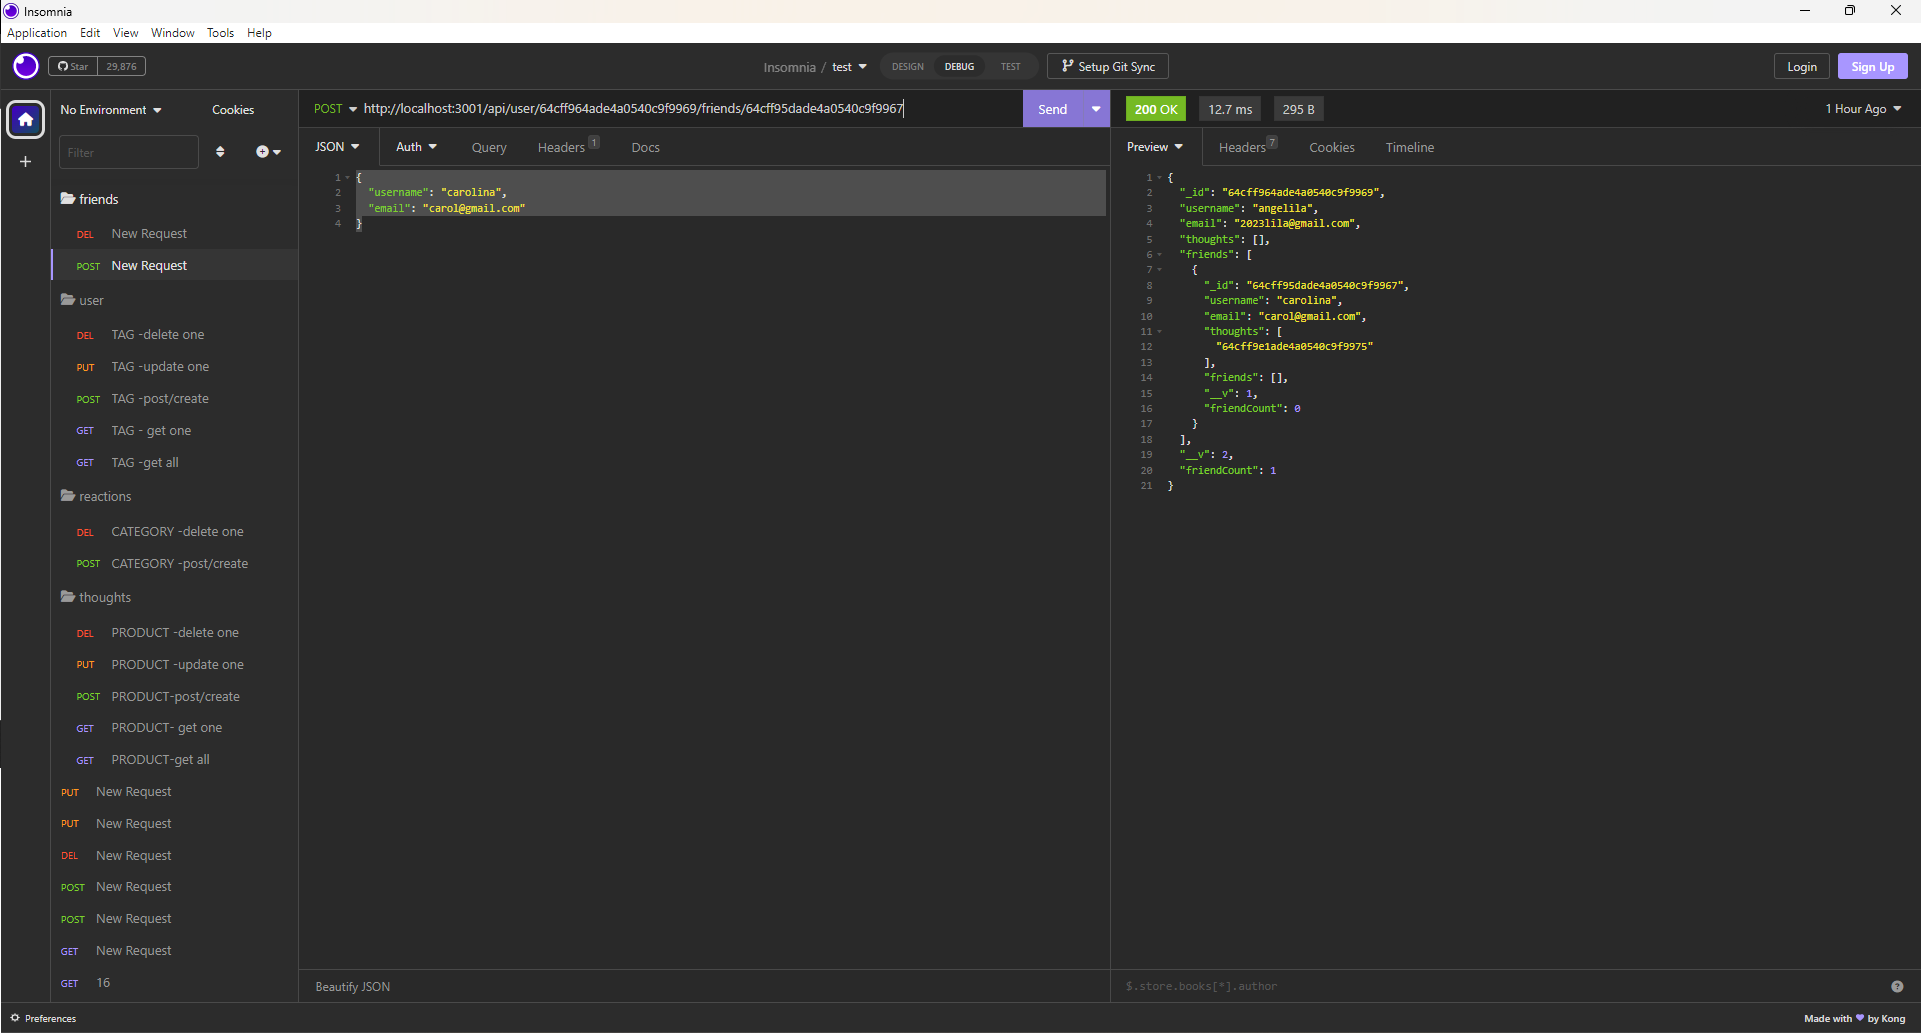 Insomnia
Application Edit View Window Tools Help
Star 29,876
Insomnia / test DESIGN DEBUG TEST Setup Git Sync
Login Sign Up
No Environment Cookies
Filter
friends
DEL New Request
POST New Request
user
DEL TAG -delete one
PUT TAG -update one
POST TAG -post/create
GET TAG - get one
GET TAG -get all
reactions
DEL CATEGORY -delete one
POST CATEGORY -post/create
thoughts
DEL PRODUCT -delete one
PUT PRODUCT -update one
POST PRODUCT-post/create
GET PRODUCT- get one
GET PRODUCT-get all
PUT New Request
PUT New Request
DEL New Request
POST New Request
POST New Request
GET New Request
GET 16
POST http://localhost:3001/api/user/64cff964ade4a0540c9f9969/friends/64cff95dade4a0540c9f9967 Send
JSON Auth Query Headers 1 Docs
1 {
2 "username": "carolina",
3 "email": "carol@gmail.com"
4 }
Beautify JSON
200 OK 12.7 ms 295 B 1 Hour Ago
Preview Headers 7 Cookies Timeline
1 {
2 "_id": "64cff964ade4a0540c9f9969",
3 "username": "angelila",
4 "email": "2023lila@gmail.com",
5 "thoughts": [],
6 "friends": [
7 {
8 "_id": "64cff95dade4a0540c9f9967",
9 "username": "carolina",
10 "email": "carol@gmail.com",
11 "thoughts": [
12 "64cff9e1ade4a0540c9f9975"
13 ],
14 "friends": [],
15 "__v": 1,
16 "friendCount": 0
17 }
18 ],
19 "__v": 2,
20 "friendCount": 1
21 }
$.store.books[*].author
Preferences
Made with ♥ by Kong